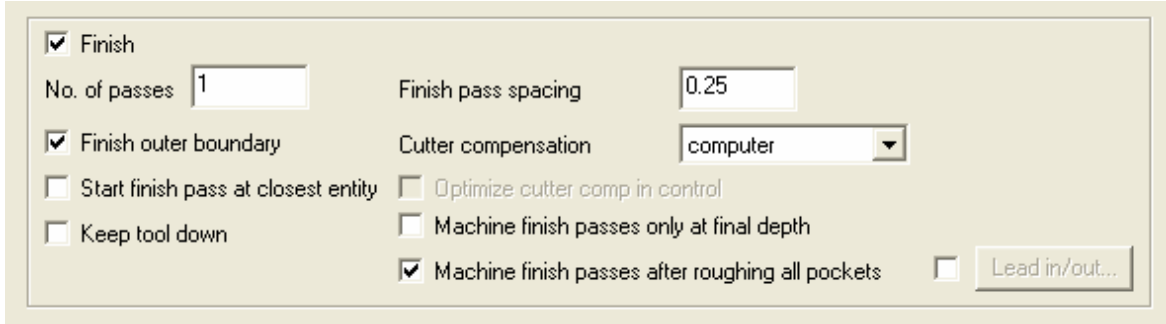 Finish
No. of passes 1 Finish pass spacing 0.25
Finish outer boundary Cutter compensation computer
Start finish pass at closest entity Optimize cutter comp in control
Keep tool down Machine finish passes only at final depth
Machine finish passes after roughing all pockets Lead in/out...